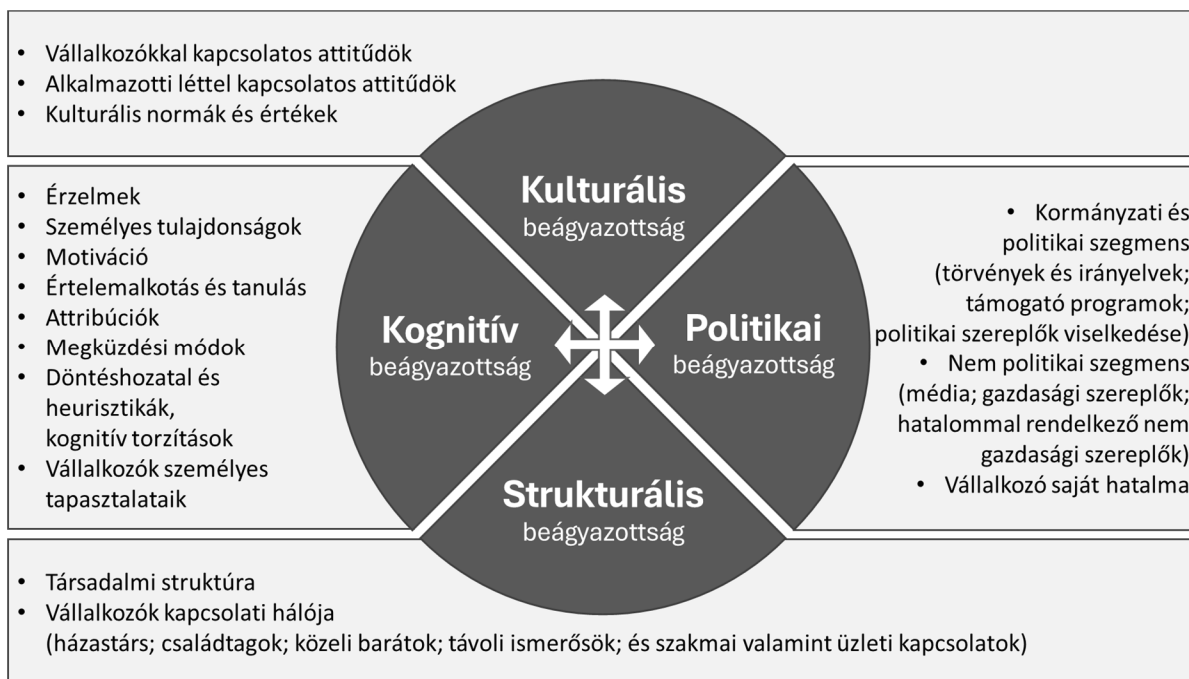 • Vállalkozókkal kapcsolatos attitűdök
• Alkalmazotti léttel kapcsolatos attitűdök
• Kulturális normák és értékek
Kulturális
beágyazottság
• Érzelmek
• Személyes tulajdonságok
• Motiváció
• Értelemalkotás és tanulás
• Attribúciók
• Megküzdési módok
• Döntéshozatal és
heurisztikák,
kognitív torzítások
• Vállalkozók személyes
tapasztalataik
Kognitív
beágyazottság
Politikai
beágyazottság
• Kormányzati és
politikai szegmens
(törvények és irányelvek;
támogató programok;
politikai szereplők viselkedése)
• Nem politikai szegmens
(média; gazdasági szereplők;
hatalommal rendelkező nem
gazdasági szereplők)
• Vállalkozó saját hatalma
Strukturális
beágyazottság
• Társadalmi struktúra
• Vállalkozók kapcsolati hálója
(házastárs; családtagok; közeli barátok; távoli ismerősök; és szakmai valamint üzleti kapcsolatok)